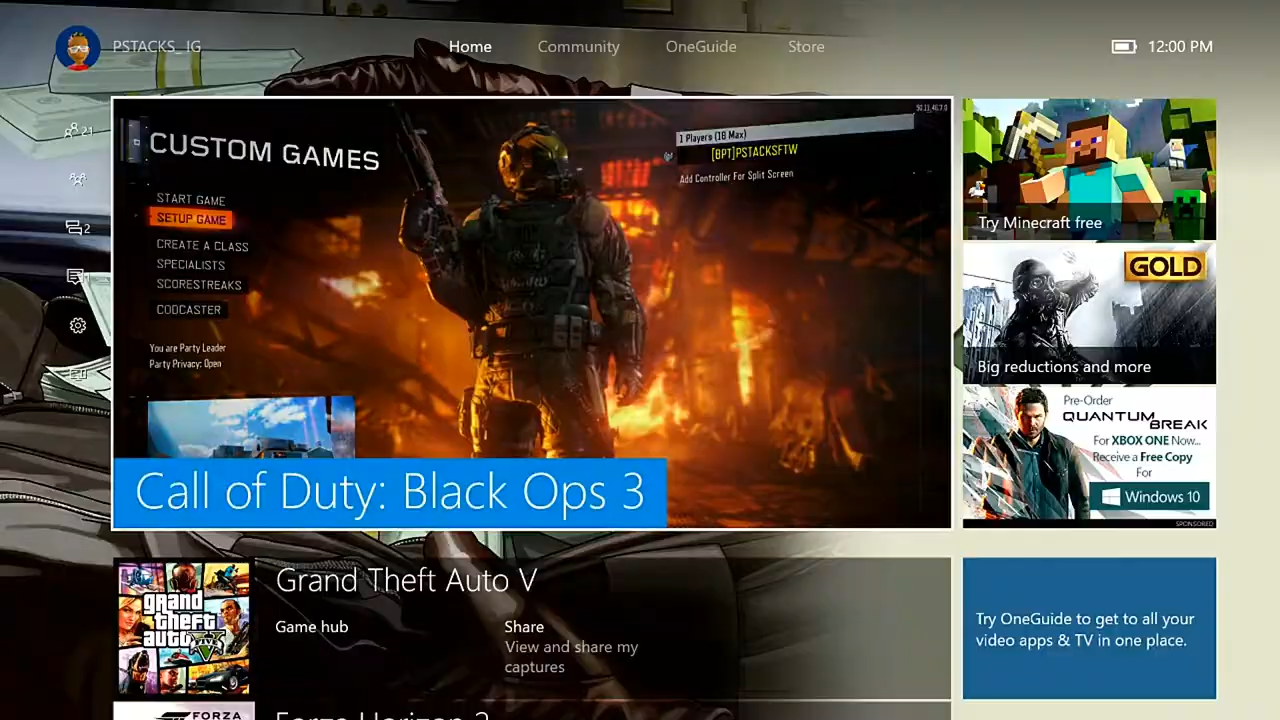 PSTACKS_IG
Home
Community
OneGuide
Store
12:00 PM
21
2
CUSTOM GAMES
START GAME
SETUP GAME
CREATE A CLASS
SPECIALISTS
SCORESTREAKS
CODCASTER
You are Party Leader
Party Privacy: Open
1 Players (18 Max)
[BPT]PSTACKSFTW
Add Controller For Split Screen
Call of Duty: Black Ops 3
Try Minecraft free
GOLD
Big reductions and more
Pre-Order
QUANTUM
BREAK
For XBOX ONE Now...
Receive a Free Copy
For
Windows 10
SPONSORED
grand
theft
auto
V
Grand Theft Auto V
Game hub
Share
View and share my
captures
Try OneGuide to get to all your
video apps & TV in one place.
FORZA